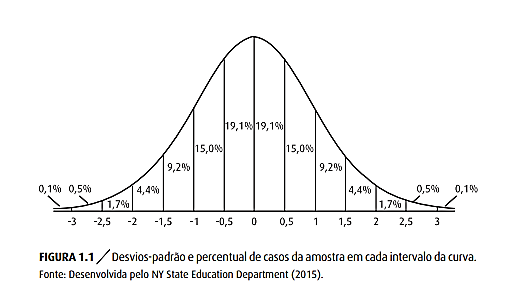 19,1% 19,1%
15,0% 15,0%
9,2% 9,2%
0,1% 0,5% 4,4% 4,4% 0,5% 0,1%
1,7% 1,7%
-3 -2,5 -2 -1,5 -1 -0,5 0 0,5 1 1,5 2 2,5 3
FIGURA 1.1 / Desvios-padrão e percentual de casos da amostra em cada intervalo da curva.
Fonte: Desenvolvida pelo NY State Education Department (2015).